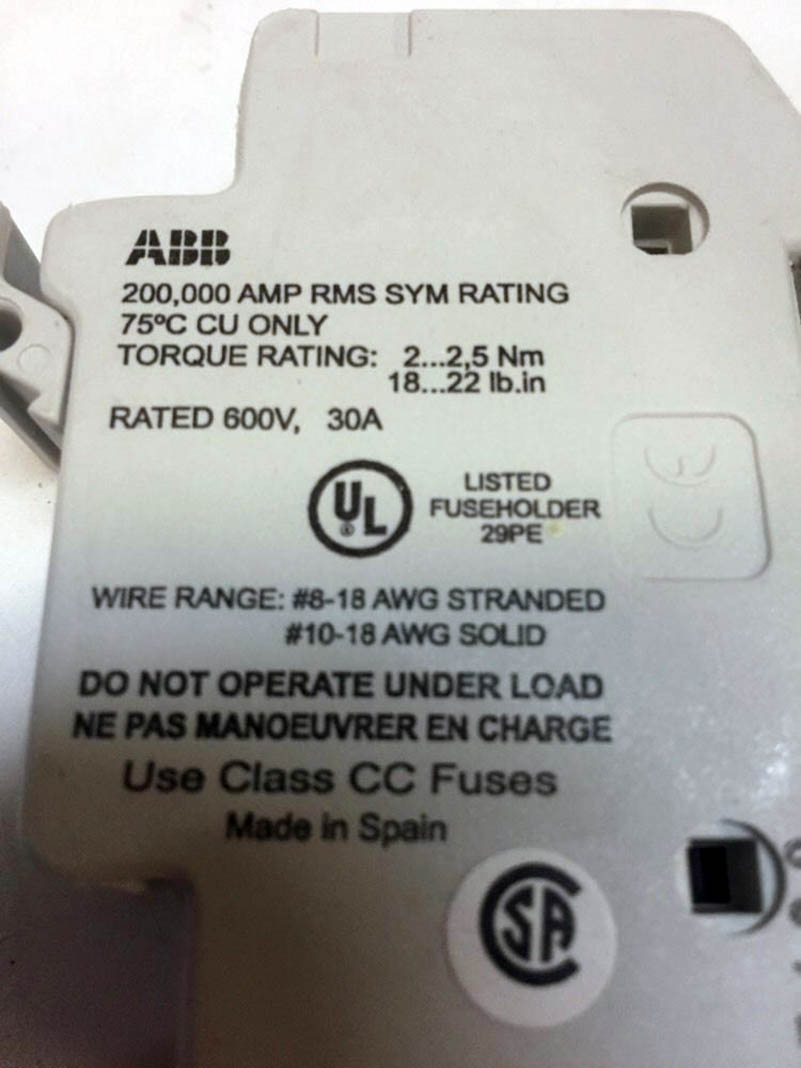 ABB
200,000 AMP RMS SYM RATING
75ºC CU ONLY
TORQUE RATING: 2...2,5 Nm
18...22 lb.in
RATED 600V, 30A
UL ®
LISTED
FUSEHOLDER
29PE
CE
WIRE RANGE: #8-18 AWG STRANDED
#10-18 AWG SOLID
DO NOT OPERATE UNDER LOAD
NE PAS MANOEUVRER EN CHARGE
Use Class CC Fuses
Made in Spain
CSA